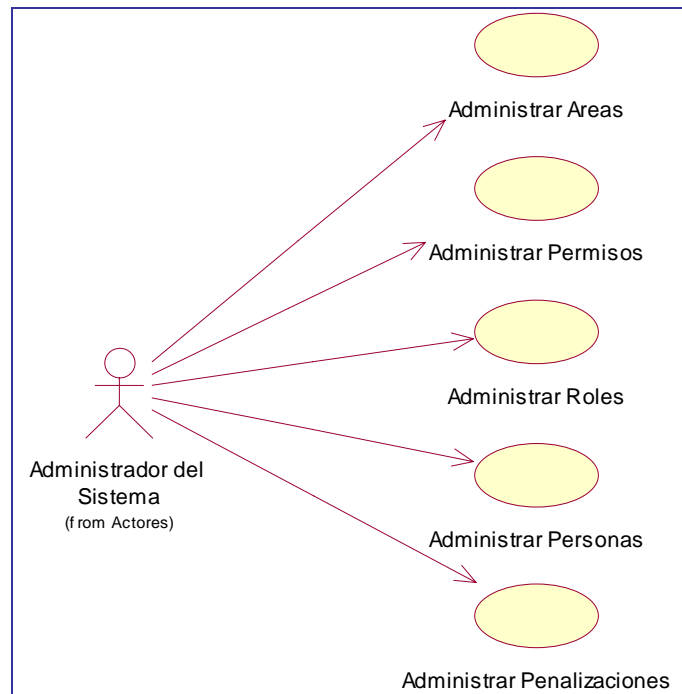 Administrar Areas
Administrar Permisos
Administrar Roles
Administrador del
Sistema
(from Actores)
Administrar Personas
Administrar Penalizaciones